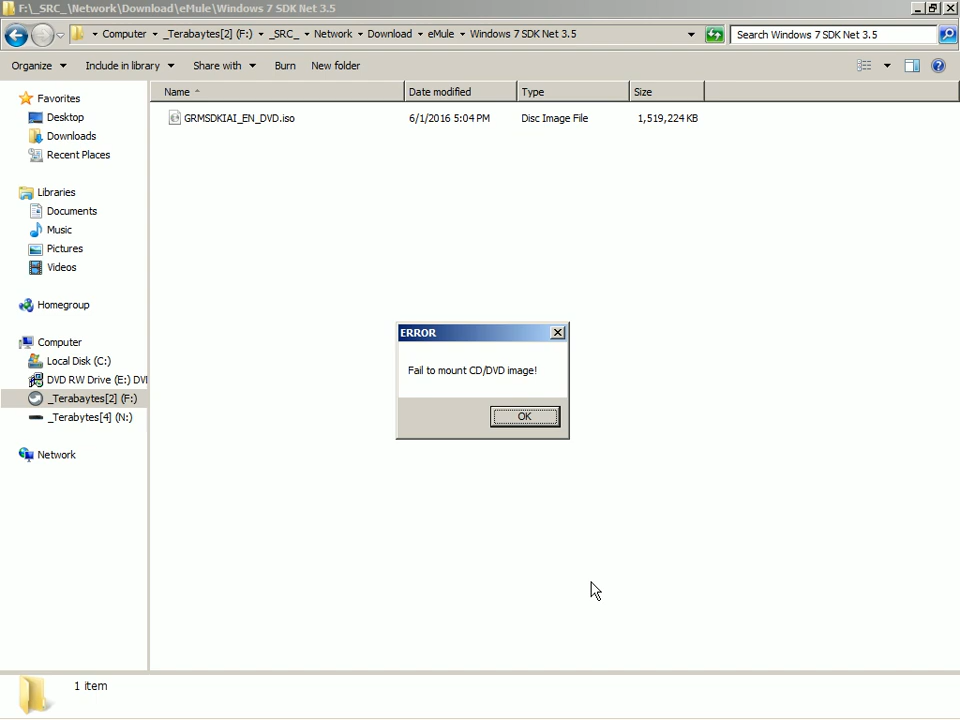 F:\_SRC_\Network\Download\eMule\Windows 7 SDK Net 3.5
Computer _Terabaytes[2] (F:) _SRC_ Network Download eMule Windows 7 SDK Net 3.5
Search Windows 7 SDK Net 3.5
Organize Include in library Share with Burn New folder
Name Date modified Type Size
GRMSDKIAI_EN_DVD.iso 6/1/2016 5:04 PM Disc Image File 1,519,224 KB
Favorites
Desktop
Downloads
Recent Places
Libraries
Documents
Music
Pictures
Videos
Homegroup
Computer
Local Disk (C:)
DVD RW Drive (E:) DVI
_Terabaytes[2] (F:)
_Terabytes[4] (N:)
Network
ERROR
Fail to mount CD/DVD image!
OK
1 item